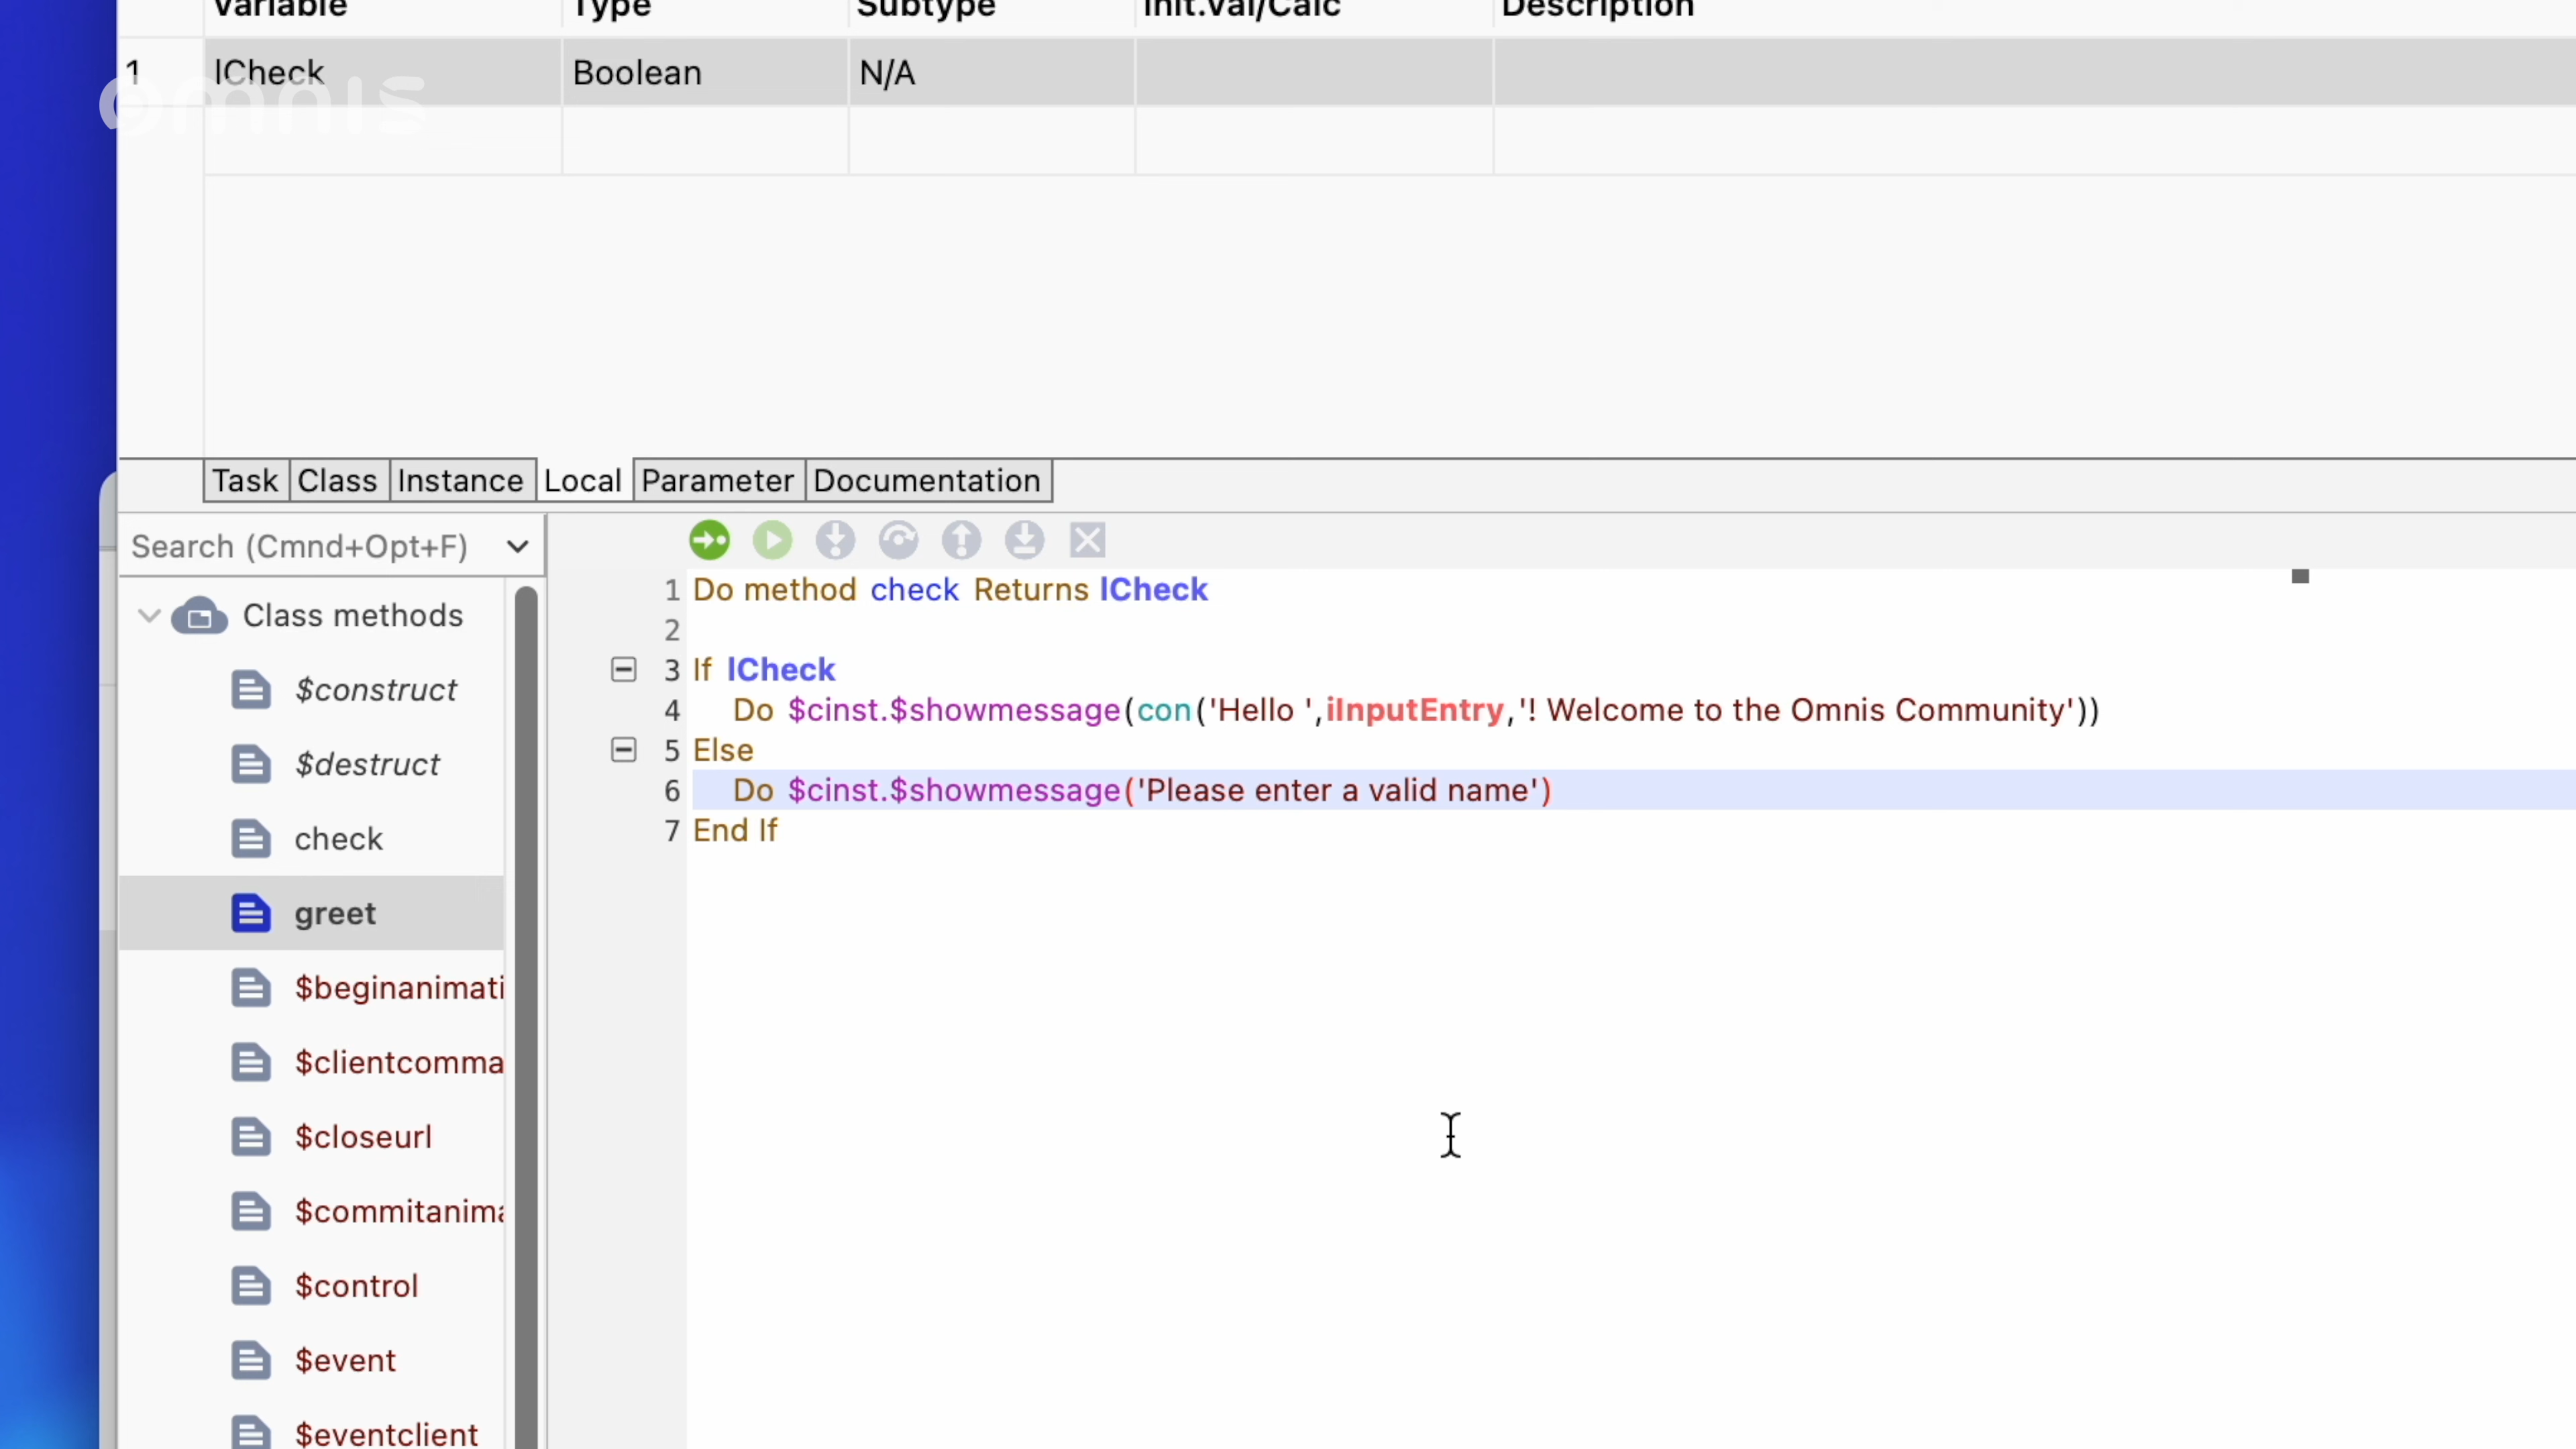 Variable Type Subtype Init.Val/Calc Description
1 lCheck Boolean N/A
omnis
Task Class Instance Local Parameter Documentation
Search (Cmnd+Opt+F)
Class methods
$construct
$destruct
check
greet
$beginanimati
$clientcomma
$closeurl
$commitanima
$control
$event
$eventclient
1 Do method check Returns lCheck
2
3 If lCheck
4 Do $cinst.$showmessage(con('Hello ',iInputEntry,'! Welcome to the Omnis Community'))
5 Else
6 Do $cinst.$showmessage('Please enter a valid name')
7 End If